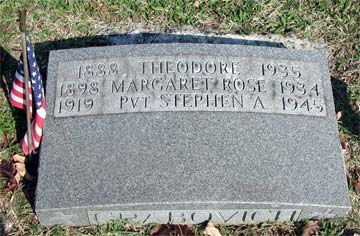 1888 THEODORE 1935
1898 MARGARET ROSE 1934
1919 PVT STEPHEN A 1945